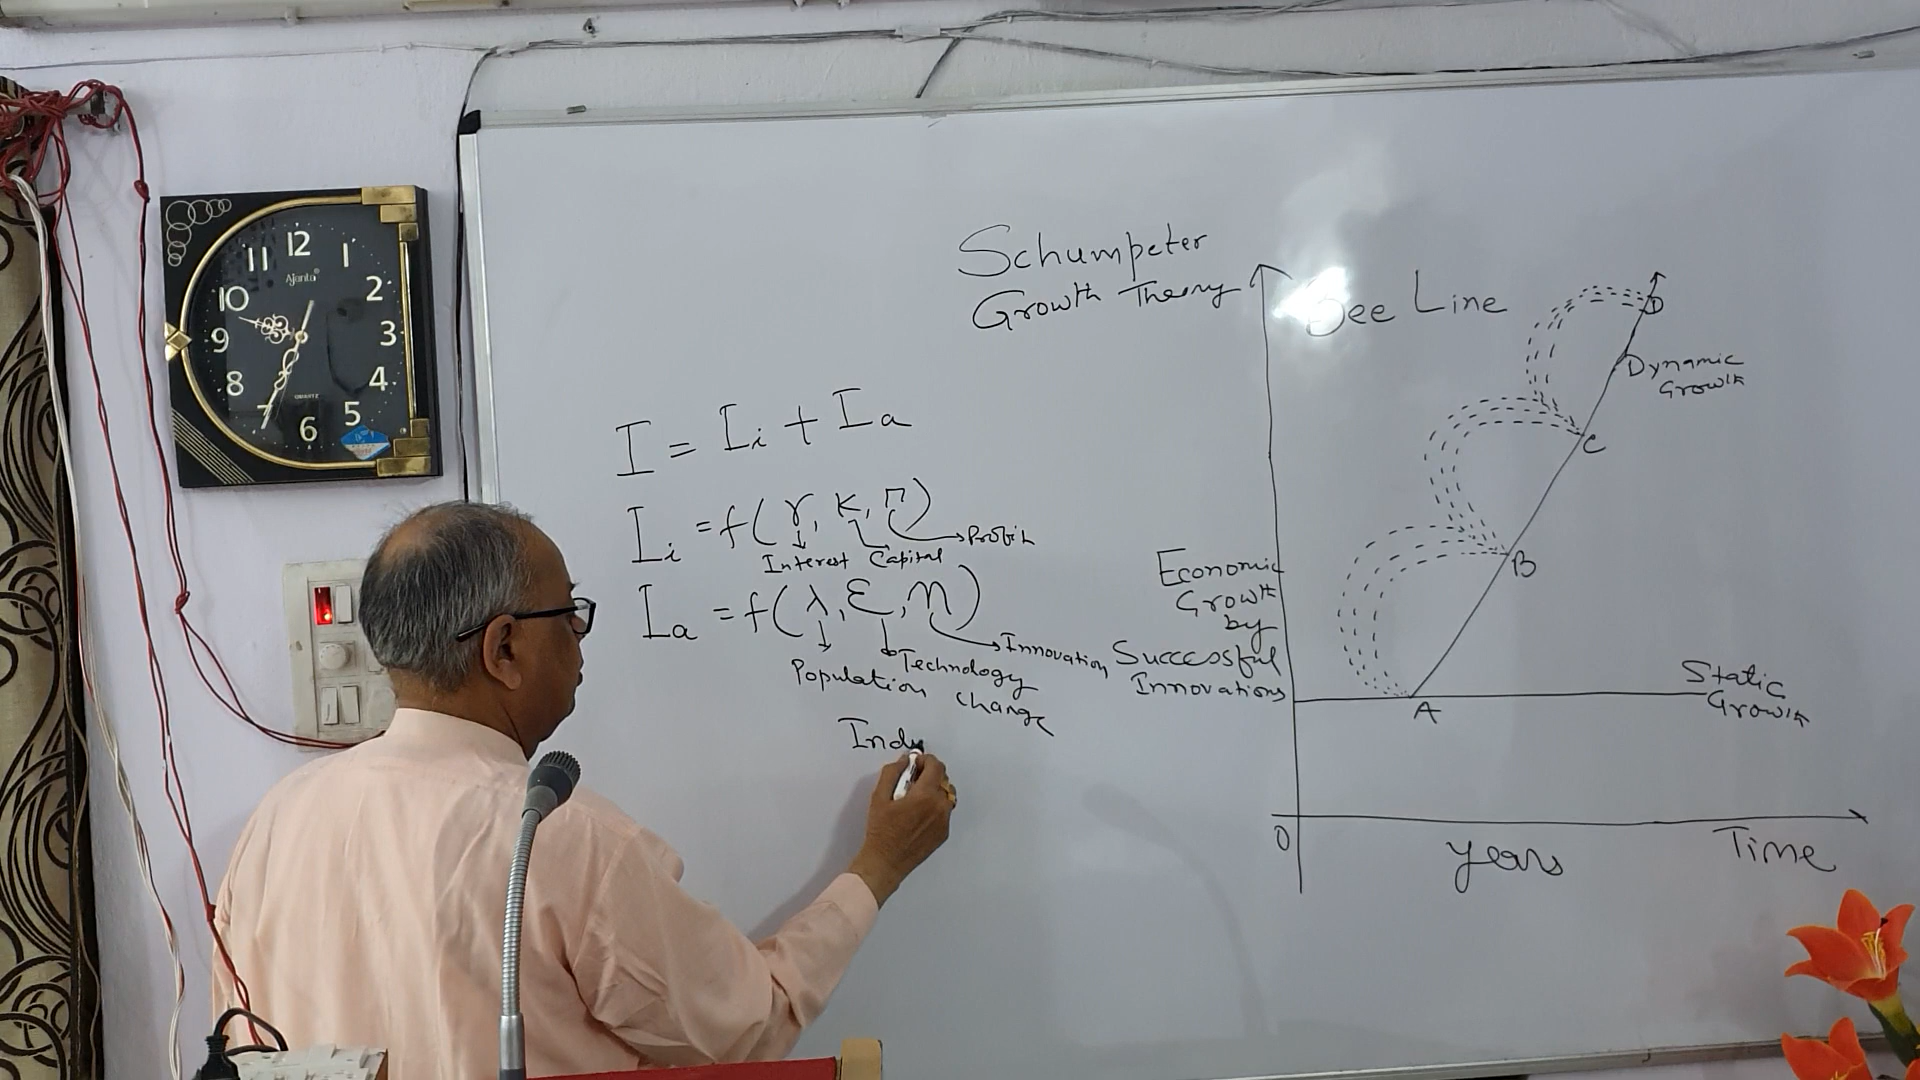 12
11 1
Ajanta
10 2
9 3
8 4
7 5
6
QUARTZ
Schumpeter
Growth Theory
I = Ii + Ia
Ii = f(r, K, π)
Interest Capital Profit
Ia = f(λ, ε, η)
Population Technology Change Innovation
Indu
Bee Line
D
Dynamic
Growth
C
B
Economic
Growth
by
Successful
Innovations
Static
Growth
A
0
years Time